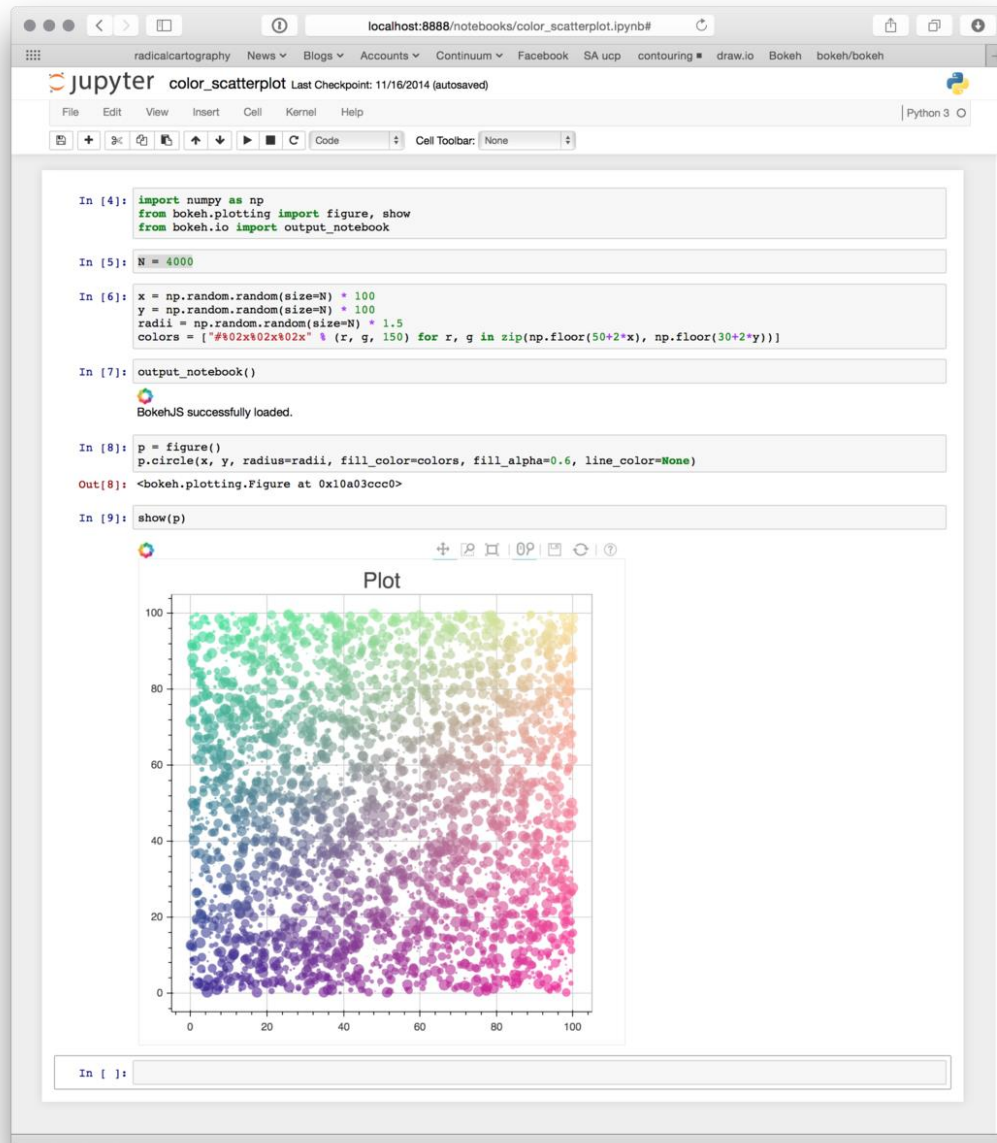 localhost:8888/notebooks/color_scatterplot.ipynb#
radicalcartography News Blogs Accounts Continuum Facebook SA ucp contouring draw.io Bokeh bokeh/bokeh
jupyter color_scatterplot Last Checkpoint: 11/16/2014 (autosaved)
File Edit View Insert Cell Kernel Help Python 3
Code Cell Toolbar: None
In [4]: import numpy as np
from bokeh.plotting import figure, show
from bokeh.io import output_notebook
In [5]: N = 4000
In [6]: x = np.random.random(size=N) * 100
y = np.random.random(size=N) * 100
radii = np.random.random(size=N) * 1.5
colors = ["#%02x%02x%02x" % (r, g, 150) for r, g in zip(np.floor(50+2*x), np.floor(30+2*y))]
In [7]: output_notebook()
BokehJS successfully loaded.
In [8]: p = figure()
p.circle(x, y, radius=radii, fill_color=colors, fill_alpha=0.6, line_color=None)
Out[8]: <bokeh.plotting.Figure at 0x10a03ccc0>
In [9]: show(p)
Plot
100
80
60
40
20
0
0 20 40 60 80 100
In [ ]: